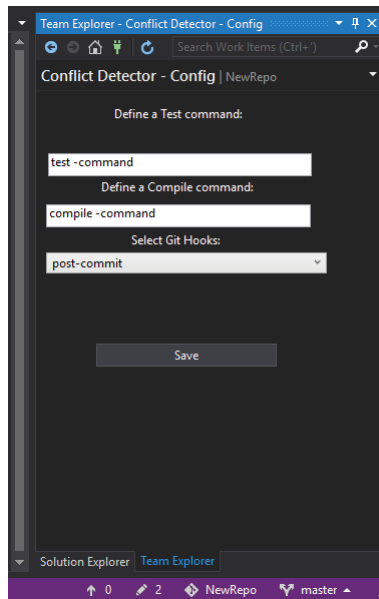 Team Explorer - Conflict Detector - Config
Search Work Items (Ctrl+')
Conflict Detector - Config | NewRepo
Define a Test command:
test -command
Define a Compile command:
compile -command
Select Git Hooks:
post-commit
Save
Solution Explorer Team Explorer
0 2 NewRepo master